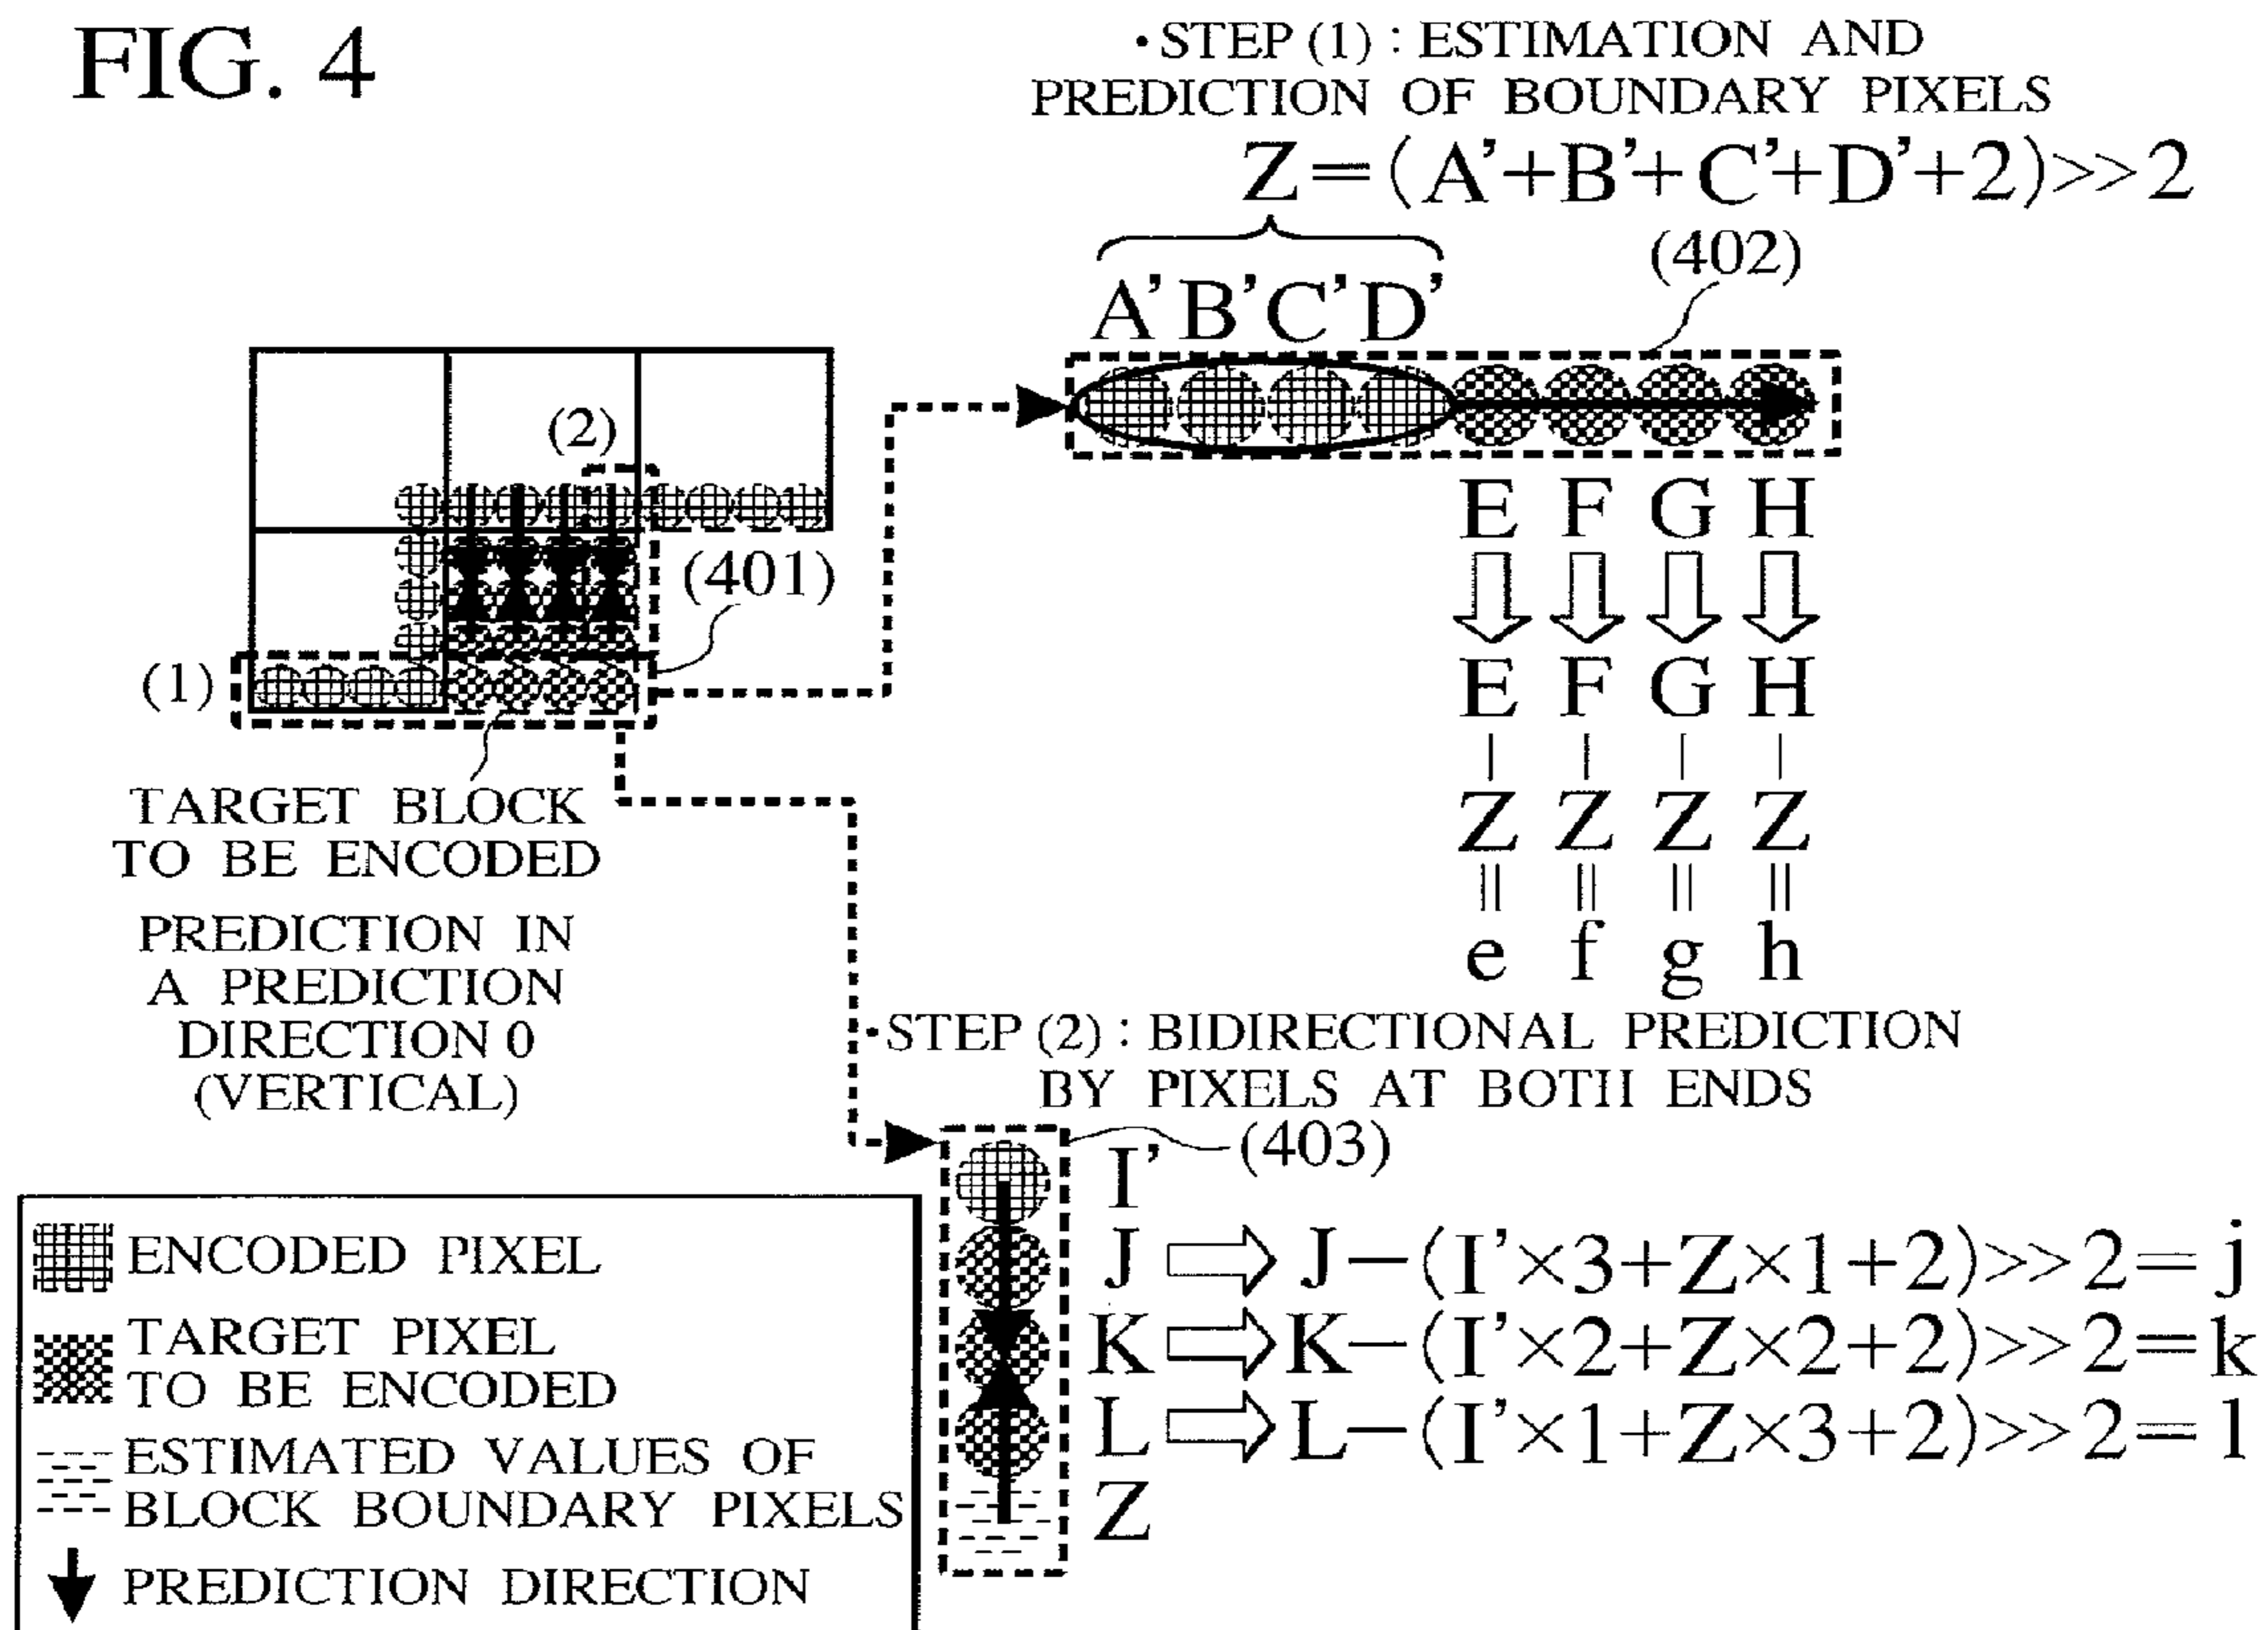 FIG. 4
•STEP (1) : ESTIMATION AND
PREDICTION OF BOUNDARY PIXELS
Z=(A'+B'+C'+D'+2)>>2
(402)
A' B' C' D'
(2)
(401)
(1)
E F G H
E F G H
| | | |
Z Z Z Z
|| || || ||
e f g h
TARGET BLOCK
TO BE ENCODED
PREDICTION IN
A PREDICTION
DIRECTION 0
(VERTICAL)
•STEP (2) : BIDIRECTIONAL PREDICTION
BY PIXELS AT BOTH ENDS
(403)
I'
J J−(I'×3+Z×1+2)>>2=j
K K−(I'×2+Z×2+2)>>2=k
L L−(I'×1+Z×3+2)>>2=l
Z
ENCODED PIXEL
TARGET PIXEL
TO BE ENCODED
ESTIMATED VALUES OF
BLOCK BOUNDARY PIXELS
PREDICTION DIRECTION